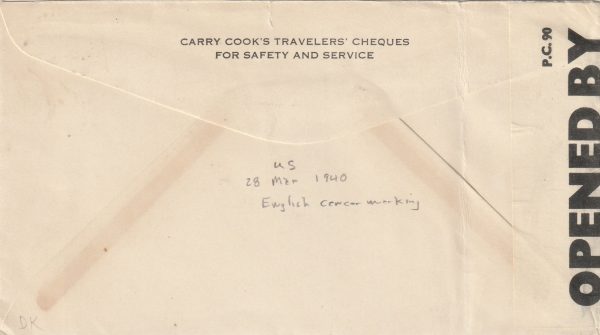 CARRY COOK'S TRAVELERS' CHEQUES
FOR SAFETY AND SERVICE
P.C. 90
OPENED BY
US
28 Mar 1940
English censor marking
DK